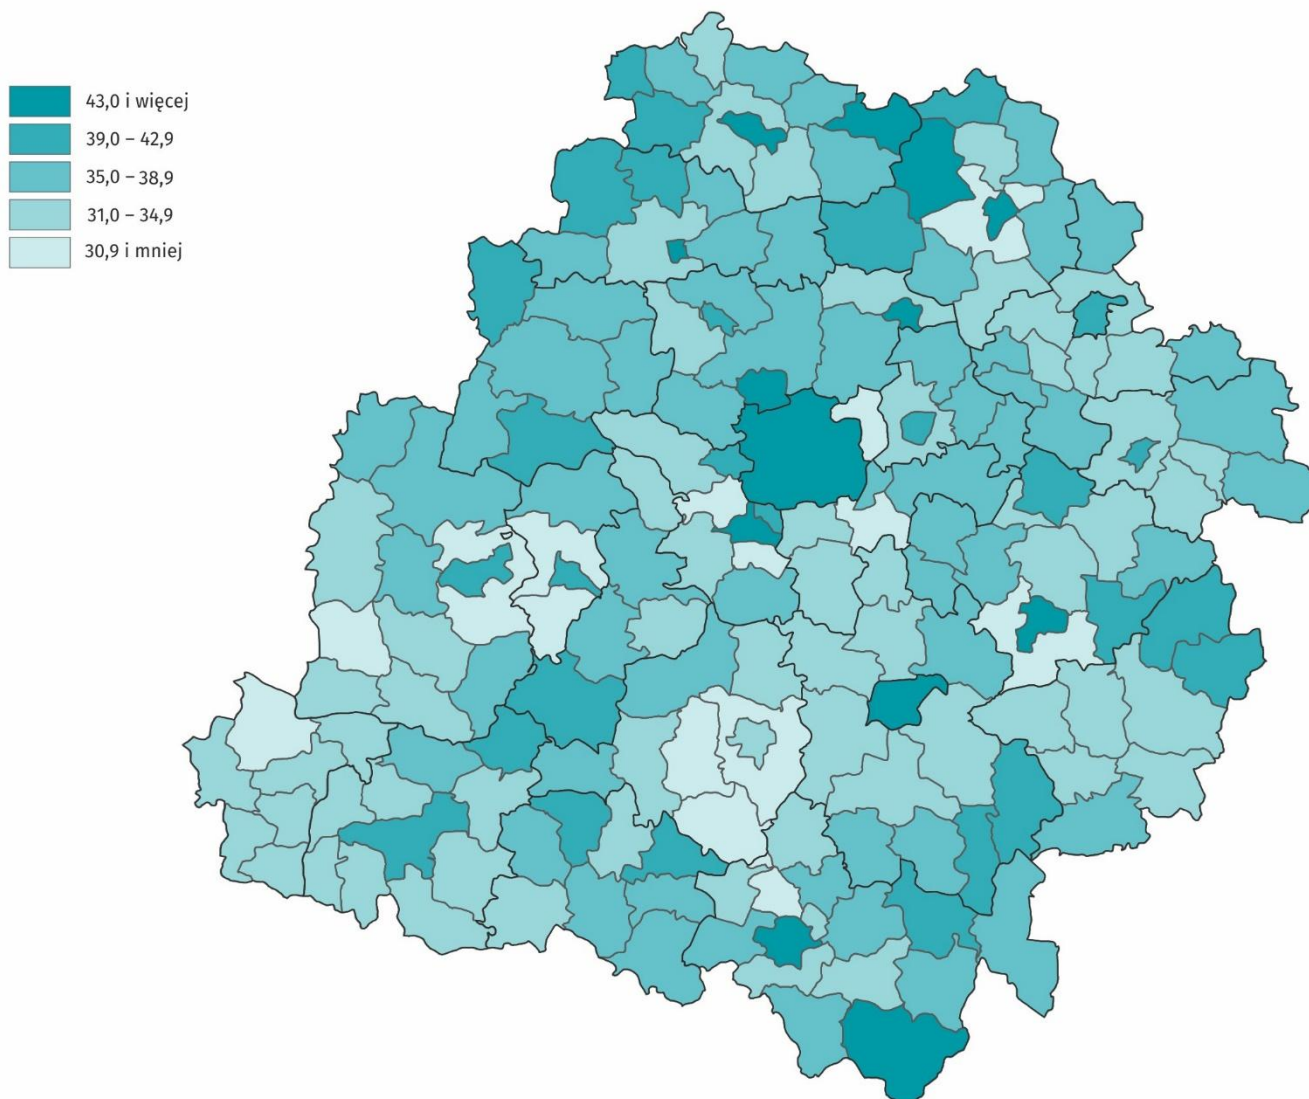 43,0 i więcej
39,0 – 42,9
35,0 – 38,9
31,0 – 34,9
30,9 i mniej